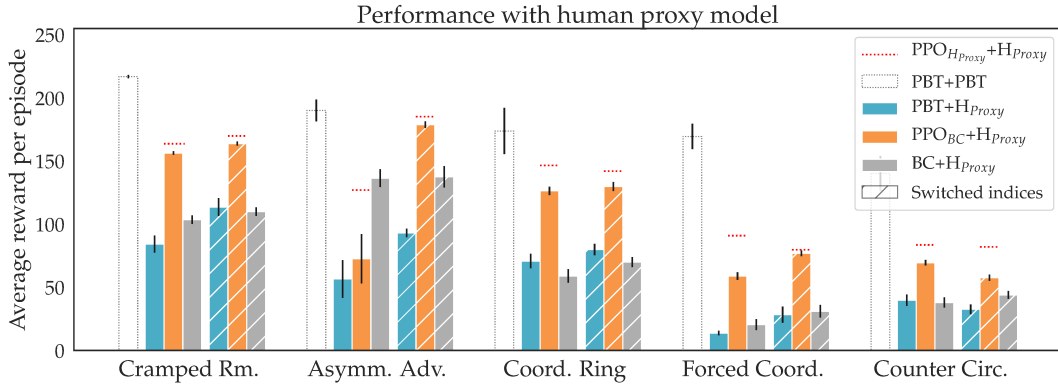 Performance with human proxy model
Average reward per episode
250
200
150
100
50
0
PPO_{H_{Proxy}}+H_{Proxy}
PBT+PBT
PBT+H_{Proxy}
PPO_{BC}+H_{Proxy}
BC+H_{Proxy}
Switched indices
Cramped Rm.
Asymm. Adv.
Coord. Ring
Forced Coord.
Counter Circ.